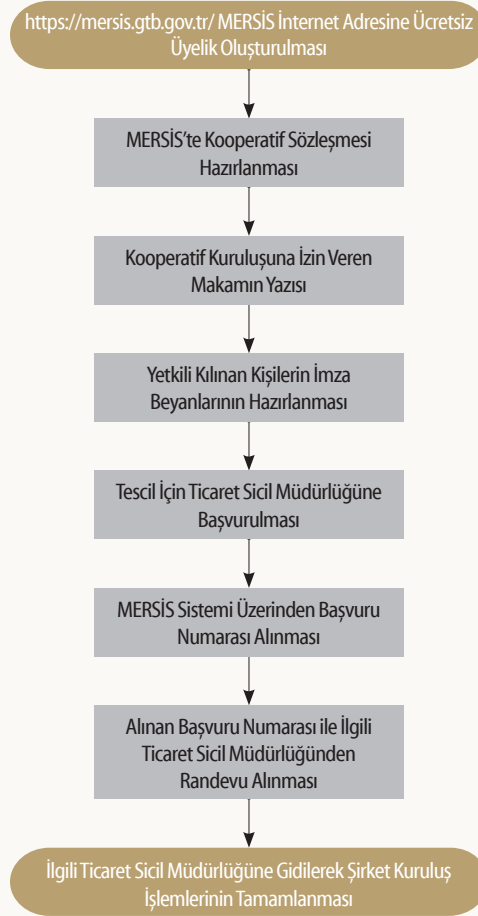 https://mersis.gtb.gov.tr/ MERSİS İnternet Adresine Ücretsiz
Üyelik Oluşturulması
MERSİS'te Kooperatif Sözleşmesi
Hazırlanması
Kooperatif Kuruluşuna İzin Veren
Makamın Yazısı
Yetkili Kılınan Kişilerin İmza
Beyanlarının Hazırlanması
Tescil İçin Ticaret Sicil Müdürlüğüne
Başvurulması
MERSİS Sistemi Üzerinden Başvuru
Numarası Alınması
Alınan Başvuru Numarası ile İlgili
Ticaret Sicil Müdürlüğünden
Randevu Alınması
İlgili Ticaret Sicil Müdürlüğüne Gidilerek Şirket Kuruluş
İşlemlerinin Tamamlanması